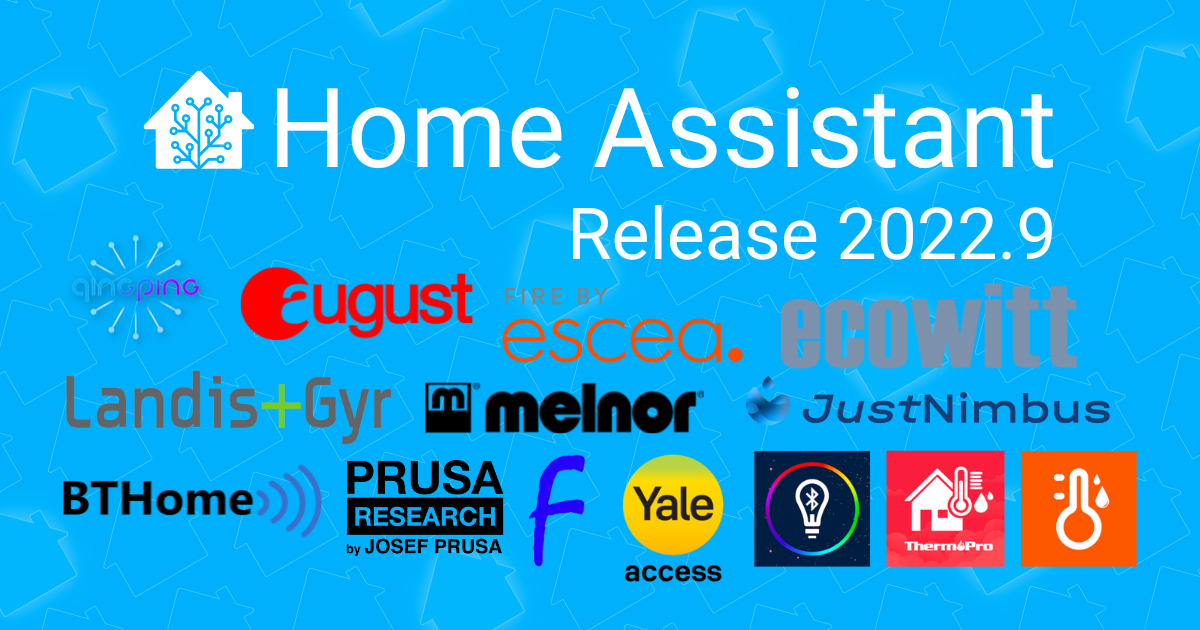 Home Assistant
Release 2022.9
qingping
august
FIRE BY
escea.
ecowitt
Landis+Gyr
m® melnor®
JustNimbus
BTHome
PRUSA
RESEARCH
by JOSEF PRUSA
f
Yale
access
ThermoPro